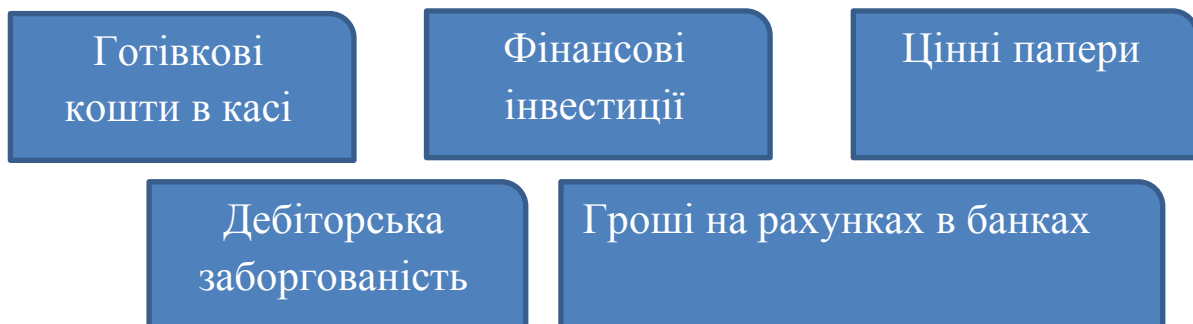 Готівкові
кошти в касі
Фінансові
інвестиції
Цінні папери
Дебіторська
заборгованість
Гроші на рахунках в банках